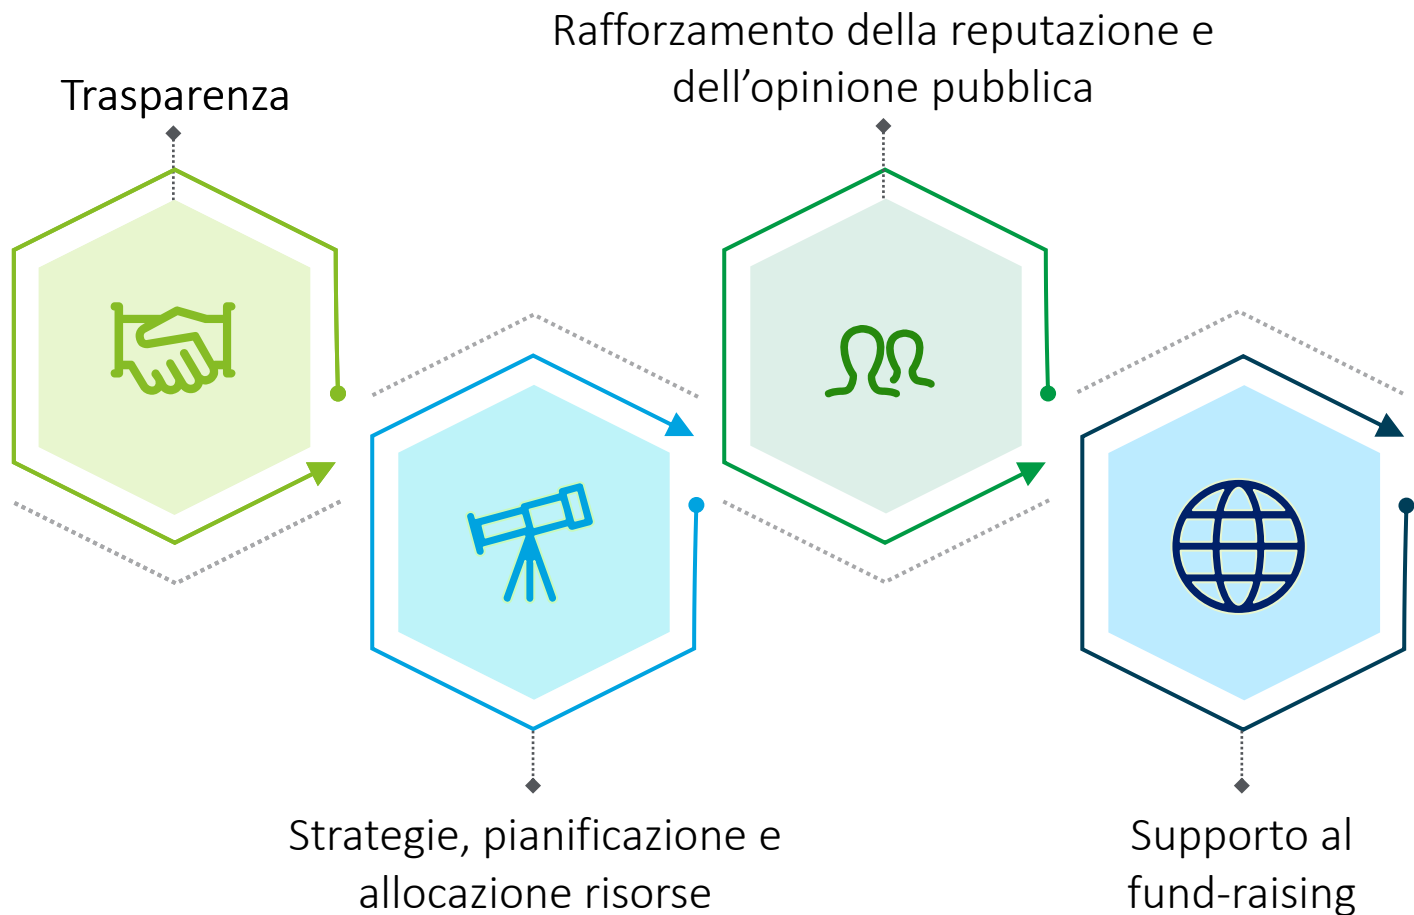 Trasparenza
Strategie, pianificazione e
allocazione risorse
Rafforzamento della reputazione e
dell’opinione pubblica
Supporto al
fund-raising